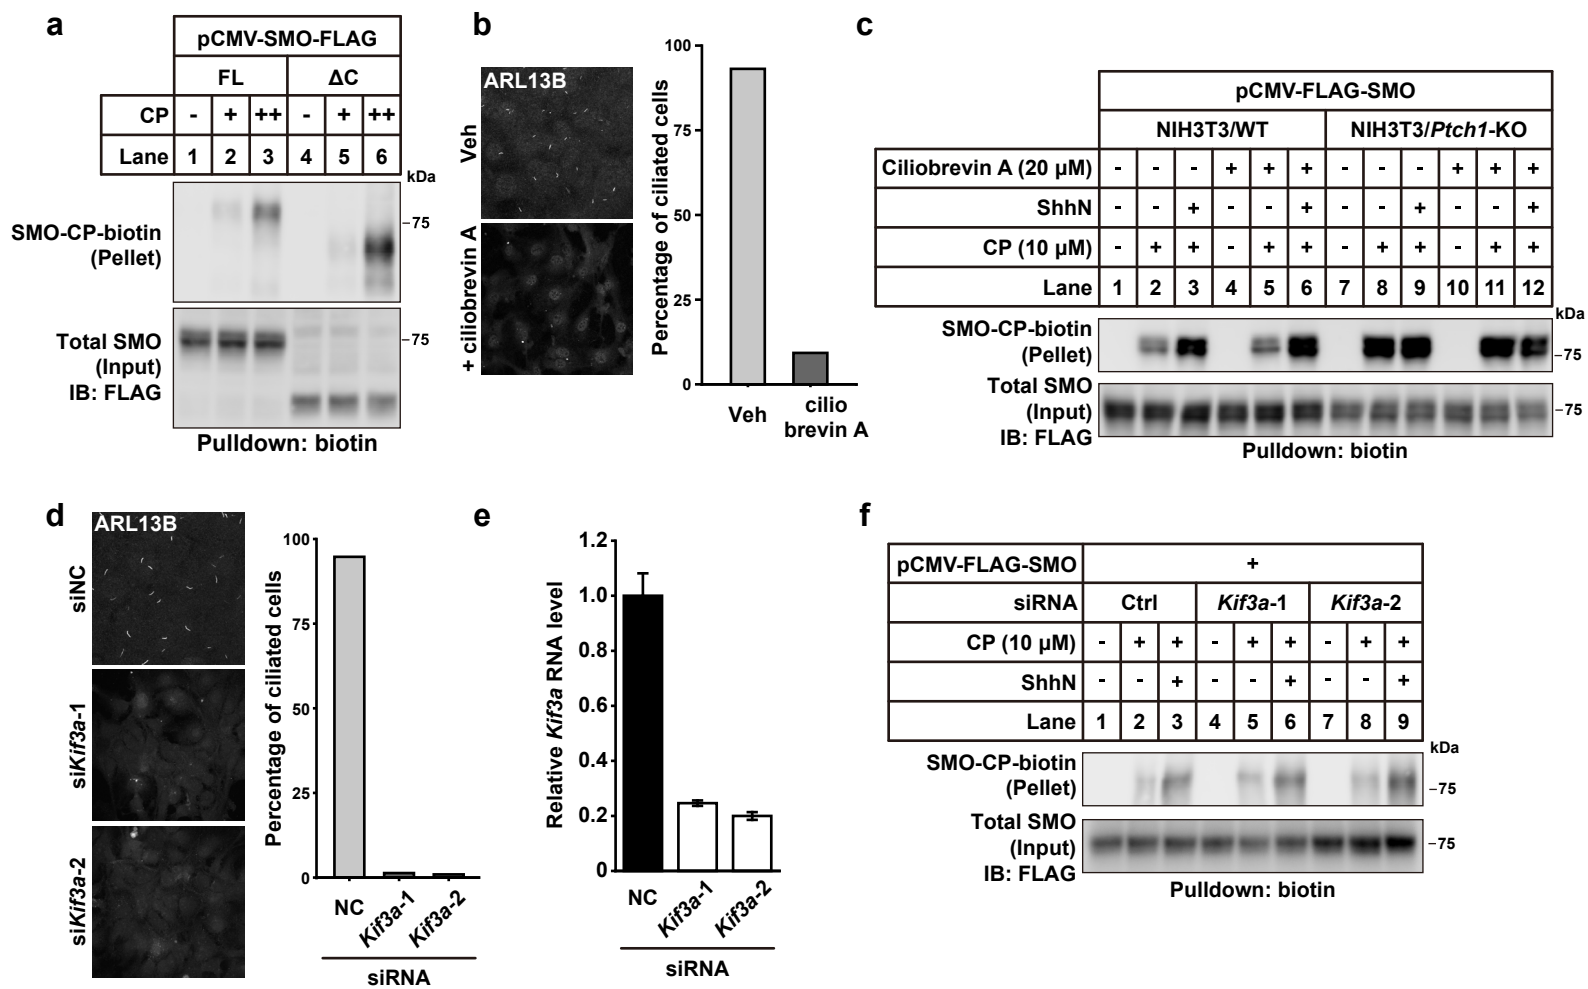 a
pCMV-SMO-FLAG
FL ΔC
CP - + ++ - + ++
Lane 1 2 3 4 5 6
kDa
SMO-CP-biotin
(Pellet)
-75
Total SMO
(Input)
IB: FLAG
-75
Pulldown: biotin
b
ARL13B
Veh
+ ciliobrevin A
Percentage of ciliated cells
100
75
50
25
0
Veh
cilio
brevin A
c
pCMV-FLAG-SMO
NIH3T3/WT NIH3T3/Ptch1-KO
Ciliobrevin A (20 µM) - - - + + + - - - + + +
ShhN - - + - - + - - + - - +
CP (10 µM) - + + - + + - + + - + +
Lane 1 2 3 4 5 6 7 8 9 10 11 12
kDa
SMO-CP-biotin
(Pellet)
-75
Total SMO
(Input)
IB: FLAG
-75
Pulldown: biotin
d
ARL13B
siNC
siKif3a-1
siKif3a-2
Percentage of ciliated cells
100
75
50
25
0
NC Kif3a-1 Kif3a-2
siRNA
e
Relative Kif3a RNA level
1.2
1.0
0.8
0.6
0.4
0.2
0
NC Kif3a-1 Kif3a-2
siRNA
f
pCMV-FLAG-SMO +
siRNA Ctrl Kif3a-1 Kif3a-2
CP (10 µM) - + + - + + - + +
ShhN - - + - - + - - +
Lane 1 2 3 4 5 6 7 8 9
kDa
SMO-CP-biotin
(Pellet)
-75
Total SMO
(Input)
IB: FLAG
-75
Pulldown: biotin